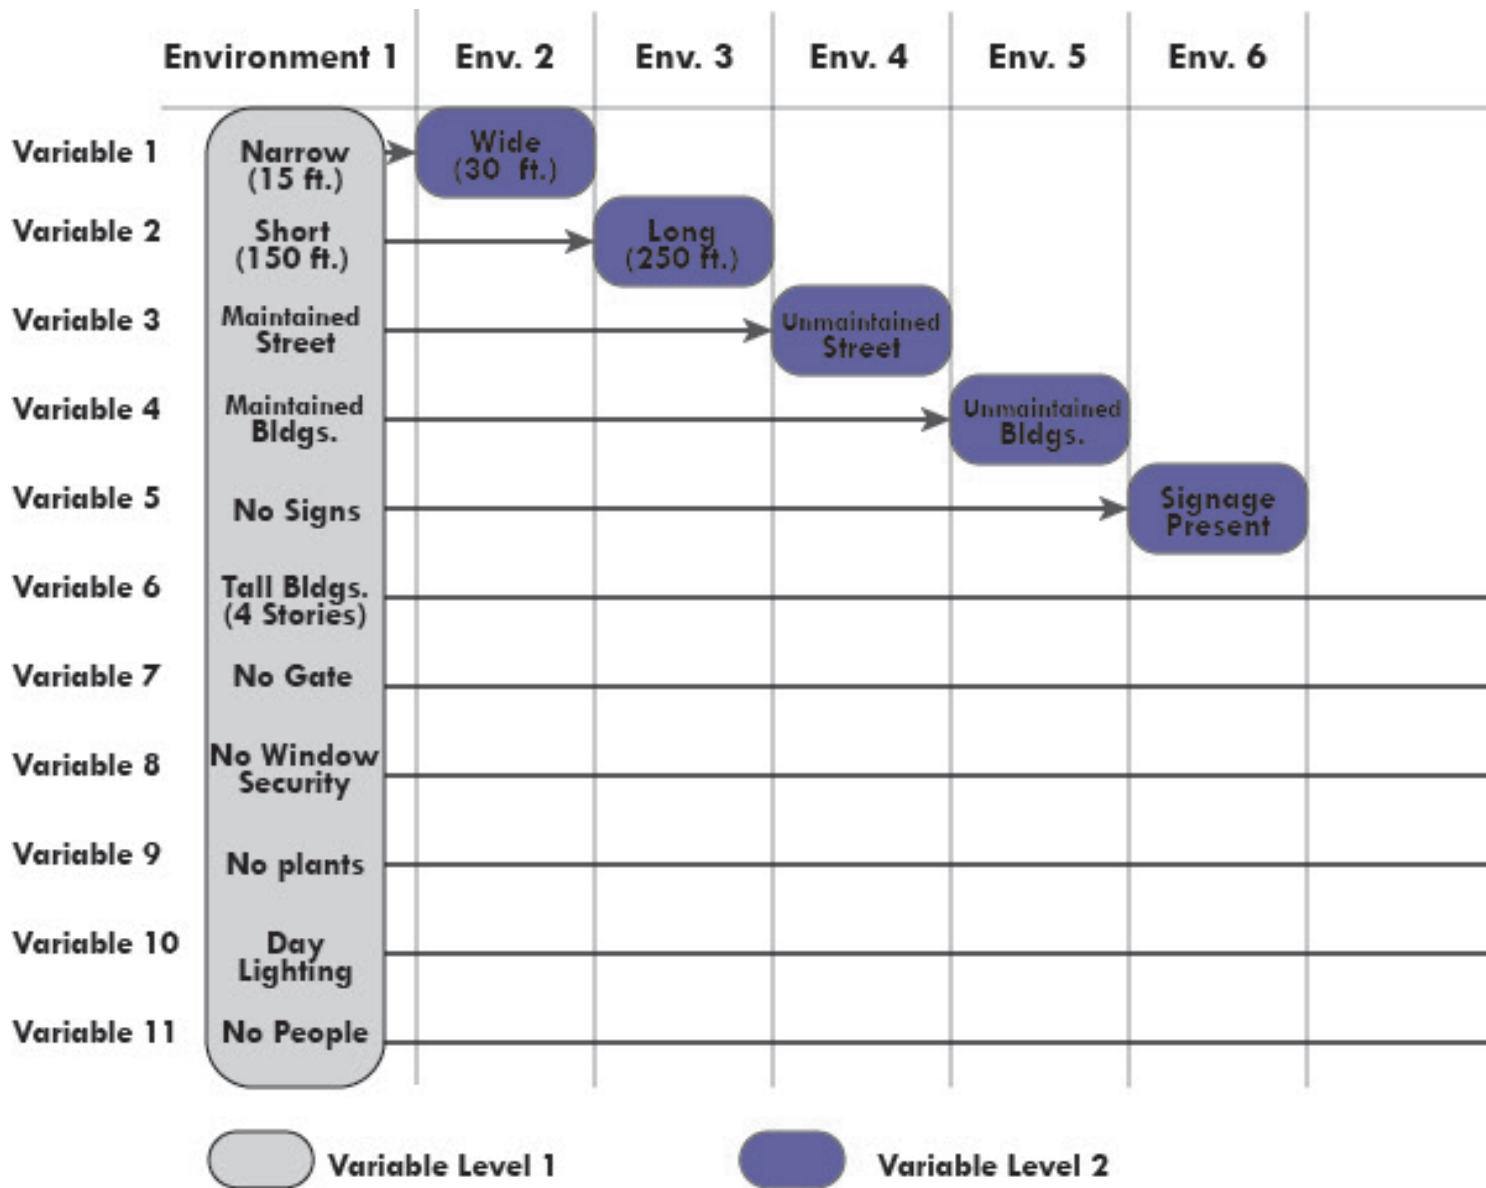 Environment 1 Env. 2 Env. 3 Env. 4 Env. 5 Env. 6
Variable 1
Narrow
(15 ft.)
Wide
(30 ft.)
Variable 2
Short
(150 ft.)
Long
(250 ft.)
Variable 3
Maintained
Street
Unmaintained
Street
Variable 4
Maintained
Bldgs.
Unmaintained
Bldgs.
Variable 5
No Signs
Signage
Present
Variable 6
Tall Bldgs.
(4 Stories)
Variable 7
No Gate
Variable 8
No Window
Security
Variable 9
No plants
Variable 10
Day
Lighting
Variable 11
No People
Variable Level 1
Variable Level 2